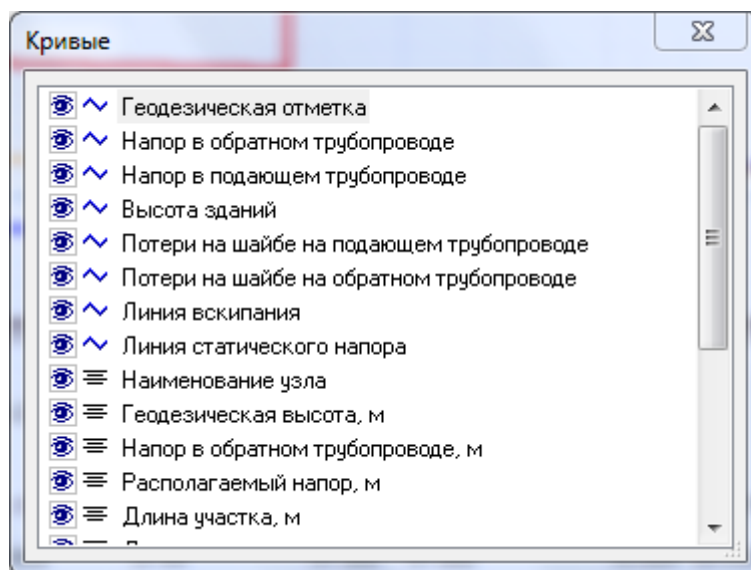 Кривые
Геодезическая отметка
Напор в обратном трубопроводе
Напор в подающем трубопроводе
Высота зданий
Потери на шайбе на подающем трубопроводе
Потери на шайбе на обратном трубопроводе
Линия вскипания
Линия статического напора
Наименование узла
Геодезическая высота, м
Напор в обратном трубопроводе, м
Располагаемый напор, м
Длина участка, м